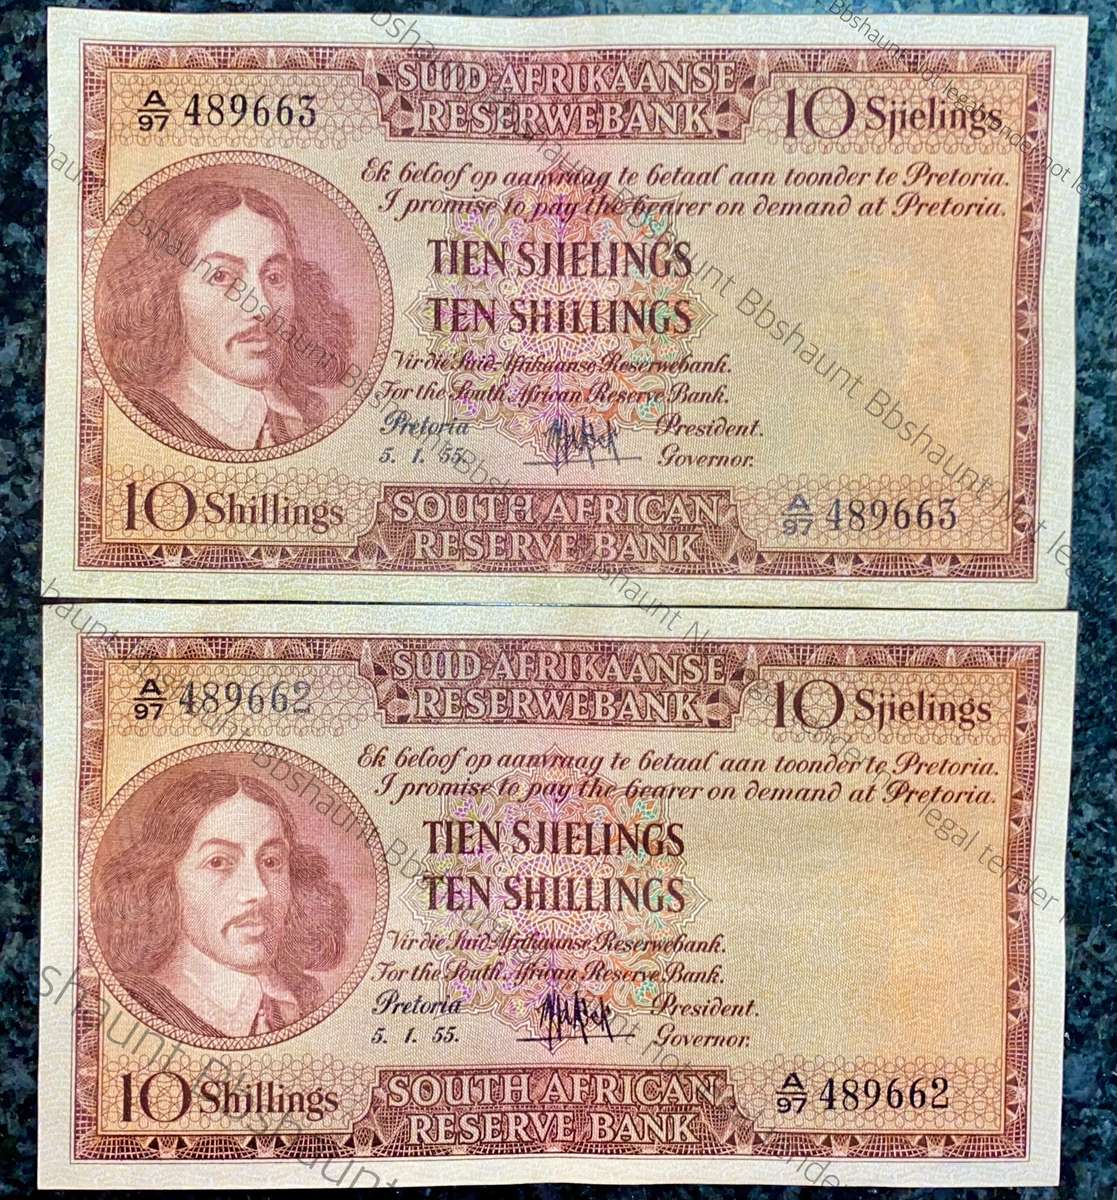 SUID-AFRIKAANSE
RESERWEBANK
A/97 489663
10 Sjielings
Ek beloof op aanvraag te betaal aan toonder te Pretoria.
I promise to pay the bearer on demand at Pretoria.
TIEN SJIELINGS
TEN SHILLINGS
Vir die Suid-Afrikaanse Reserwebank.
For the South African Reserve Bank.
Pretoria President.
5. 1. 55. Governor.
10 Shillings
SOUTH AFRICAN
RESERVE BANK
A/97 489663
SUID-AFRIKAANSE
RESERWEBANK
A/97 489662
10 Sjielings
Ek beloof op aanvraag te betaal aan toonder te Pretoria.
I promise to pay the bearer on demand at Pretoria.
TIEN SJIELINGS
TEN SHILLINGS
Vir die Suid-Afrikaanse Reserwebank.
For the South African Reserve Bank.
Pretoria President.
5. 1. 55. Governor.
10 Shillings
SOUTH AFRICAN
RESERVE BANK
A/97 489662
Bbshaunt Not legal tender